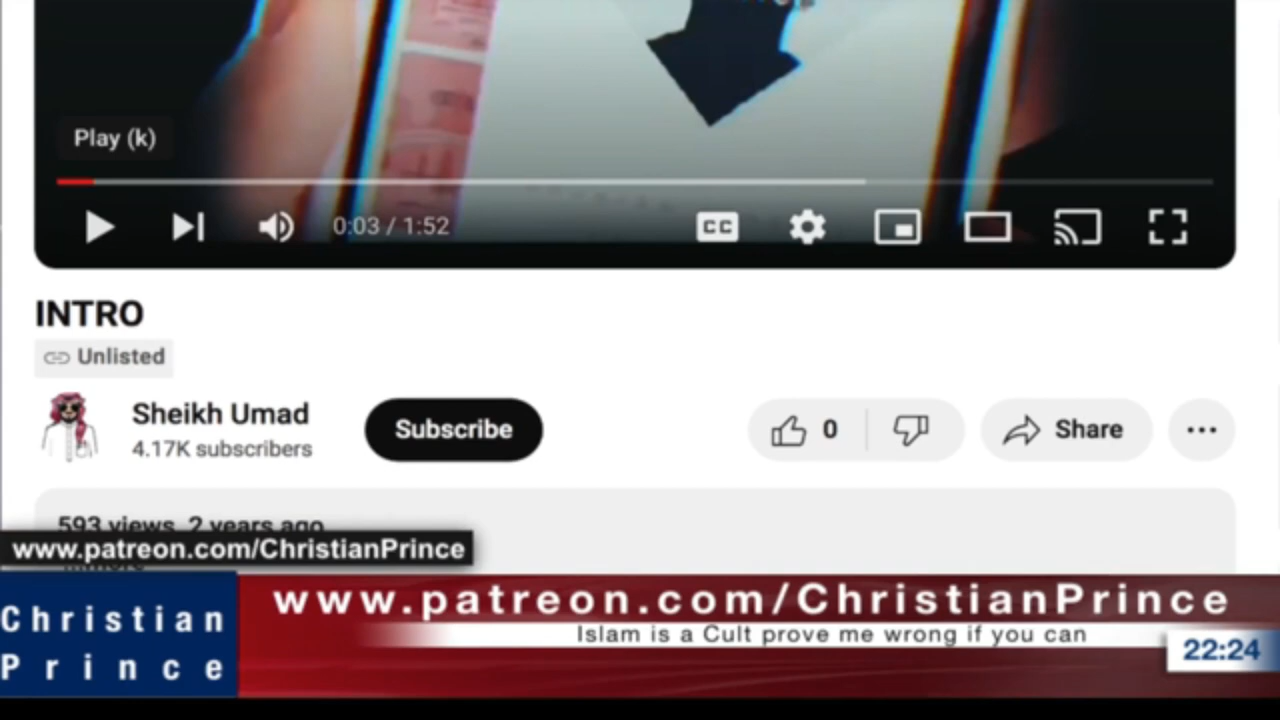 Play (k)
0:03 / 1:52
CC
INTRO
Unlisted
Sheikh Umad
4.17K subscribers
Subscribe
0
Share
593 views 2 years ago
www.patreon.com/ChristianPrince
Christian
Prince
www.patreon.com/ChristianPrince
Islam is a Cult prove me wrong if you can
22:24